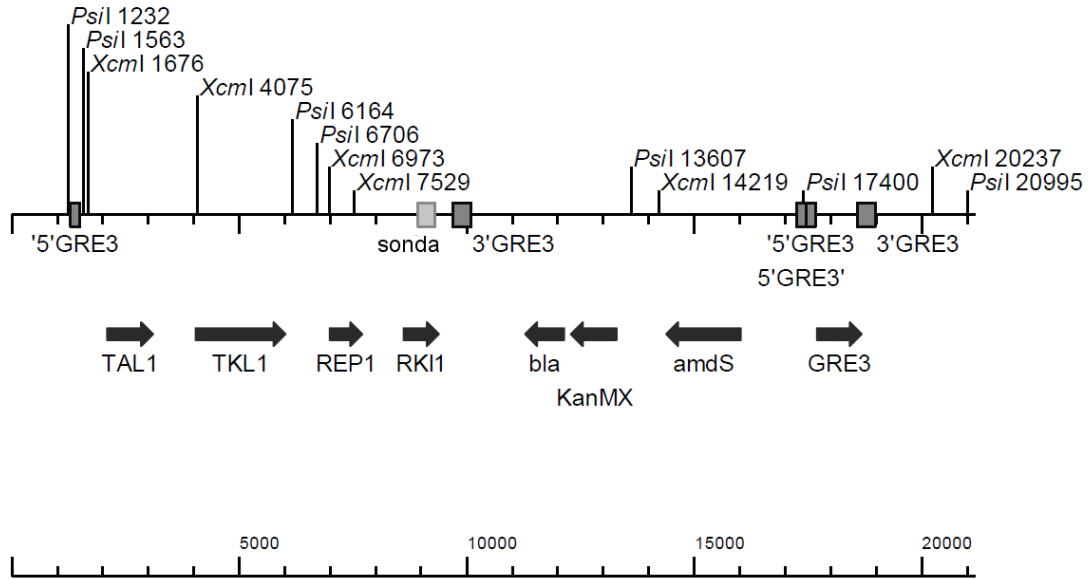 PsiI 1232
PsiI 1563
XcmI 1676
XcmI 4075
PsiI 6164
PsiI 6706
XcmI 6973
XcmI 7529
PsiI 13607
XcmI 14219
PsiI 17400
XcmI 20237
PsiI 20995
'5'GRE3
sonda
3'GRE3
'5'GRE3
3'GRE3
5'GRE3'
TAL1
TKL1
REP1
RKI1
bla
amdS
GRE3
KanMX
5000
10000
15000
20000